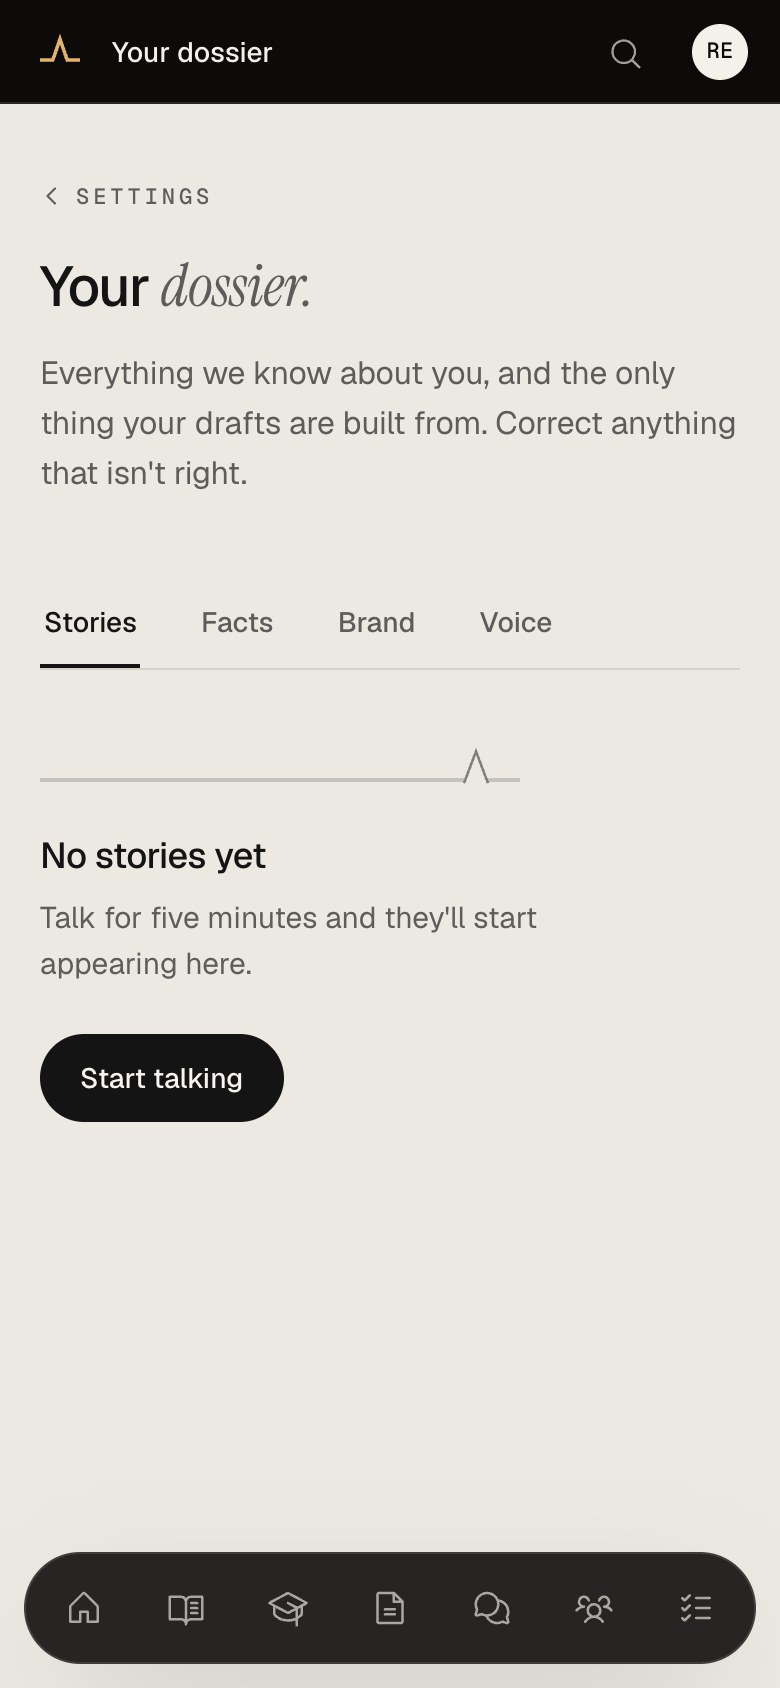 Your dossier
RE
SETTINGS
Your dossier.
Everything we know about you, and the only
thing your drafts are built from. Correct anything
that isn't right.
Stories
Facts
Brand
Voice
No stories yet
Talk for five minutes and they'll start
appearing here.
Start talking